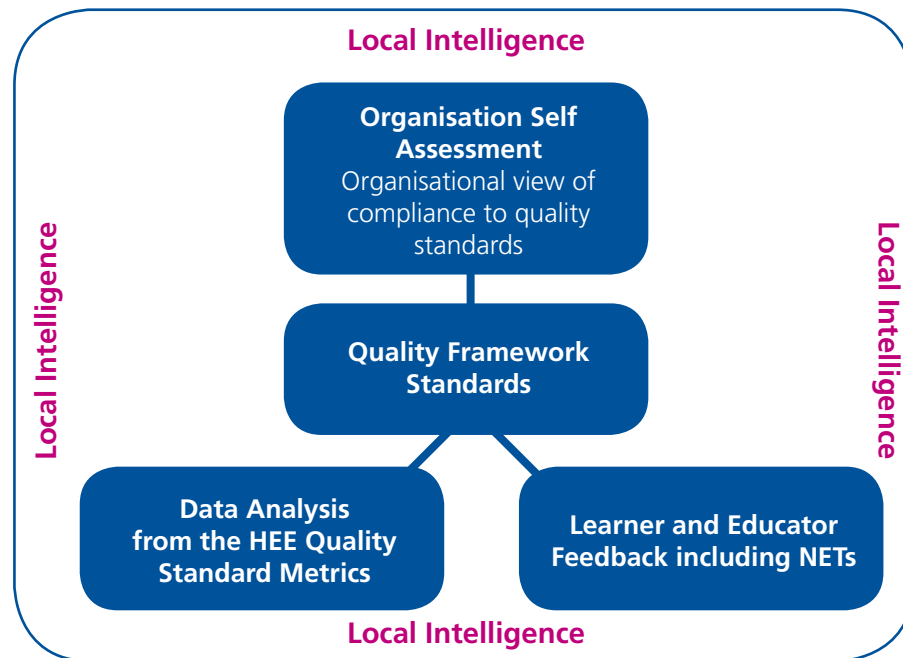 Local Intelligence
Organisation Self
Assessment
Organisational view of
compliance to quality
standards
Local Intelligence
Local Intelligence
Quality Framework
Standards
Data Analysis
from the HEE Quality
Standard Metrics
Learner and Educator
Feedback including NETs
Local Intelligence